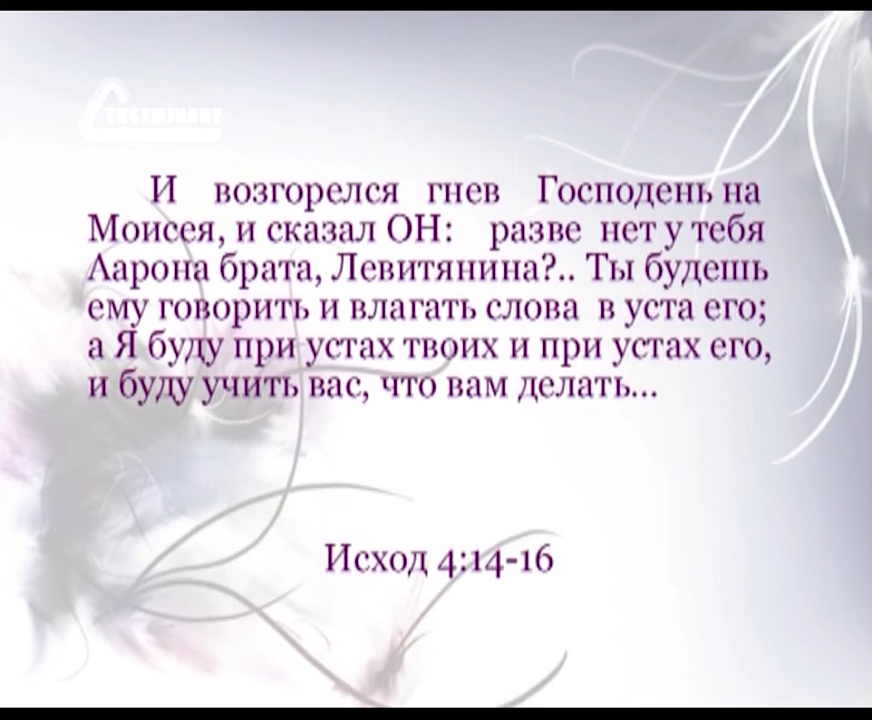 TVSEMINARY
И возгорелся гнев Господень на
Моисея, и сказал ОН: разве нет у тебя
Аарона брата, Левитянина?.. Ты будешь
ему говорить и влагать слова в уста его;
а Я буду при устах твоих и при устах его,
и буду учить вас, что вам делать...
Исход 4:14-16